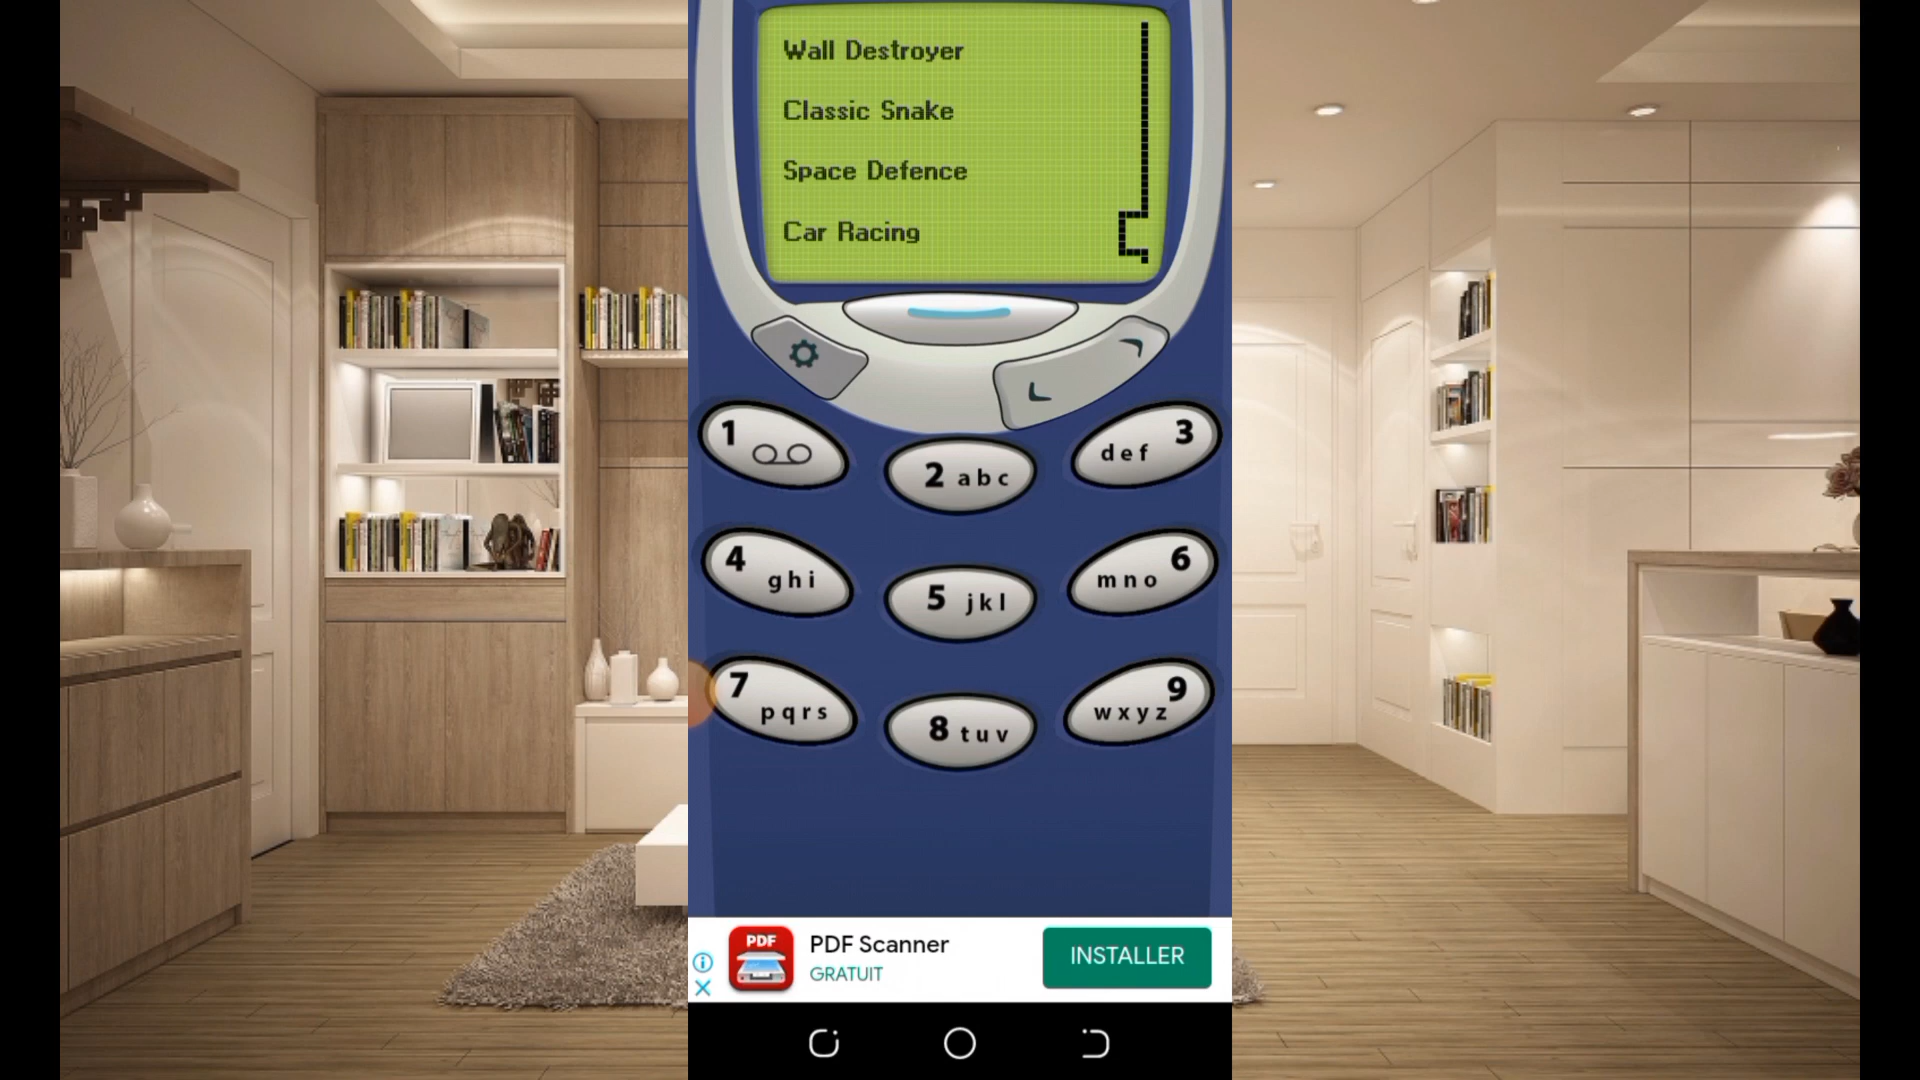 Wall Destroyer
Classic Snake
Space Defence
Car Racing
1
2 abc
def 3
4 ghi
5 jkl
mno 6
7 pqrs
8 tuv
wxyz 9
PDF
PDF Scanner
GRATUIT
INSTALLER